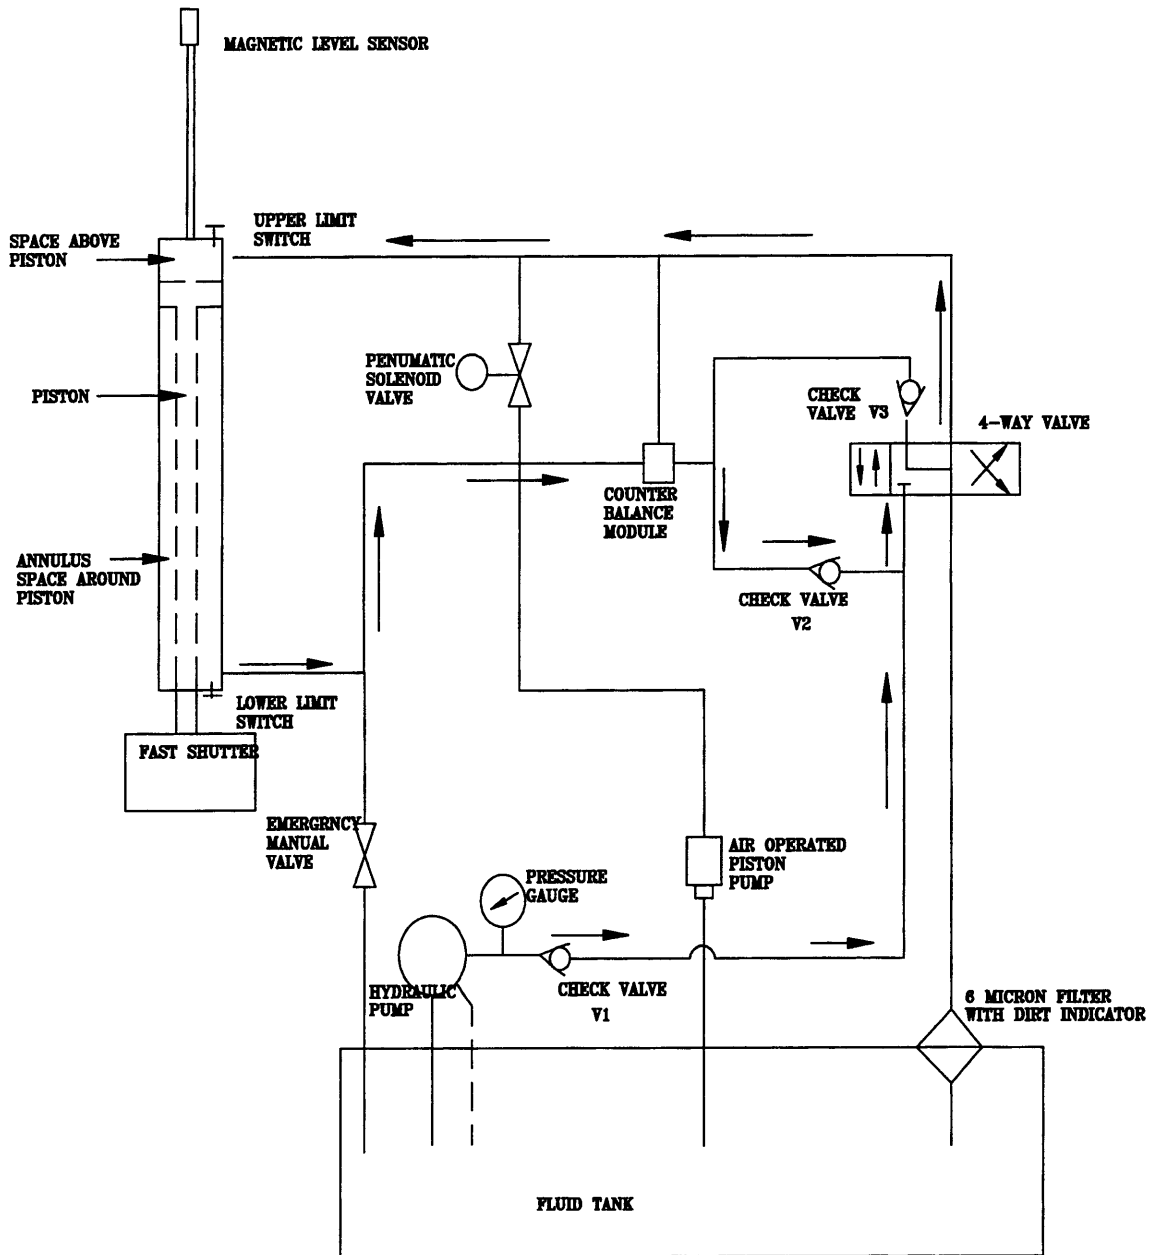 MAGNETIC LEVEL SENSOR
UPPER LIMIT
SWITCH
SPACE ABOVE
PISTON
PENUMATIC
SOLENOID
VALVE
CHECK
VALVE V3
4-WAY VALVE
PISTON
COUNTER
BALANCE
MODULE
ANNULUS
SPACE AROUND
PISTON
CHECK VALVE
V2
LOWER LIMIT
SWITCH
FAST SHUTTER
EMERGRNCY
MANUAL
VALVE
AIR OPERATED
PISTON
PUMP
PRESSURE
GAUGE
HYDRAULIC
PUMP
CHECK VALVE
V1
6 MICRON FILTER
WITH DIRT INDICATOR
FLUID TANK